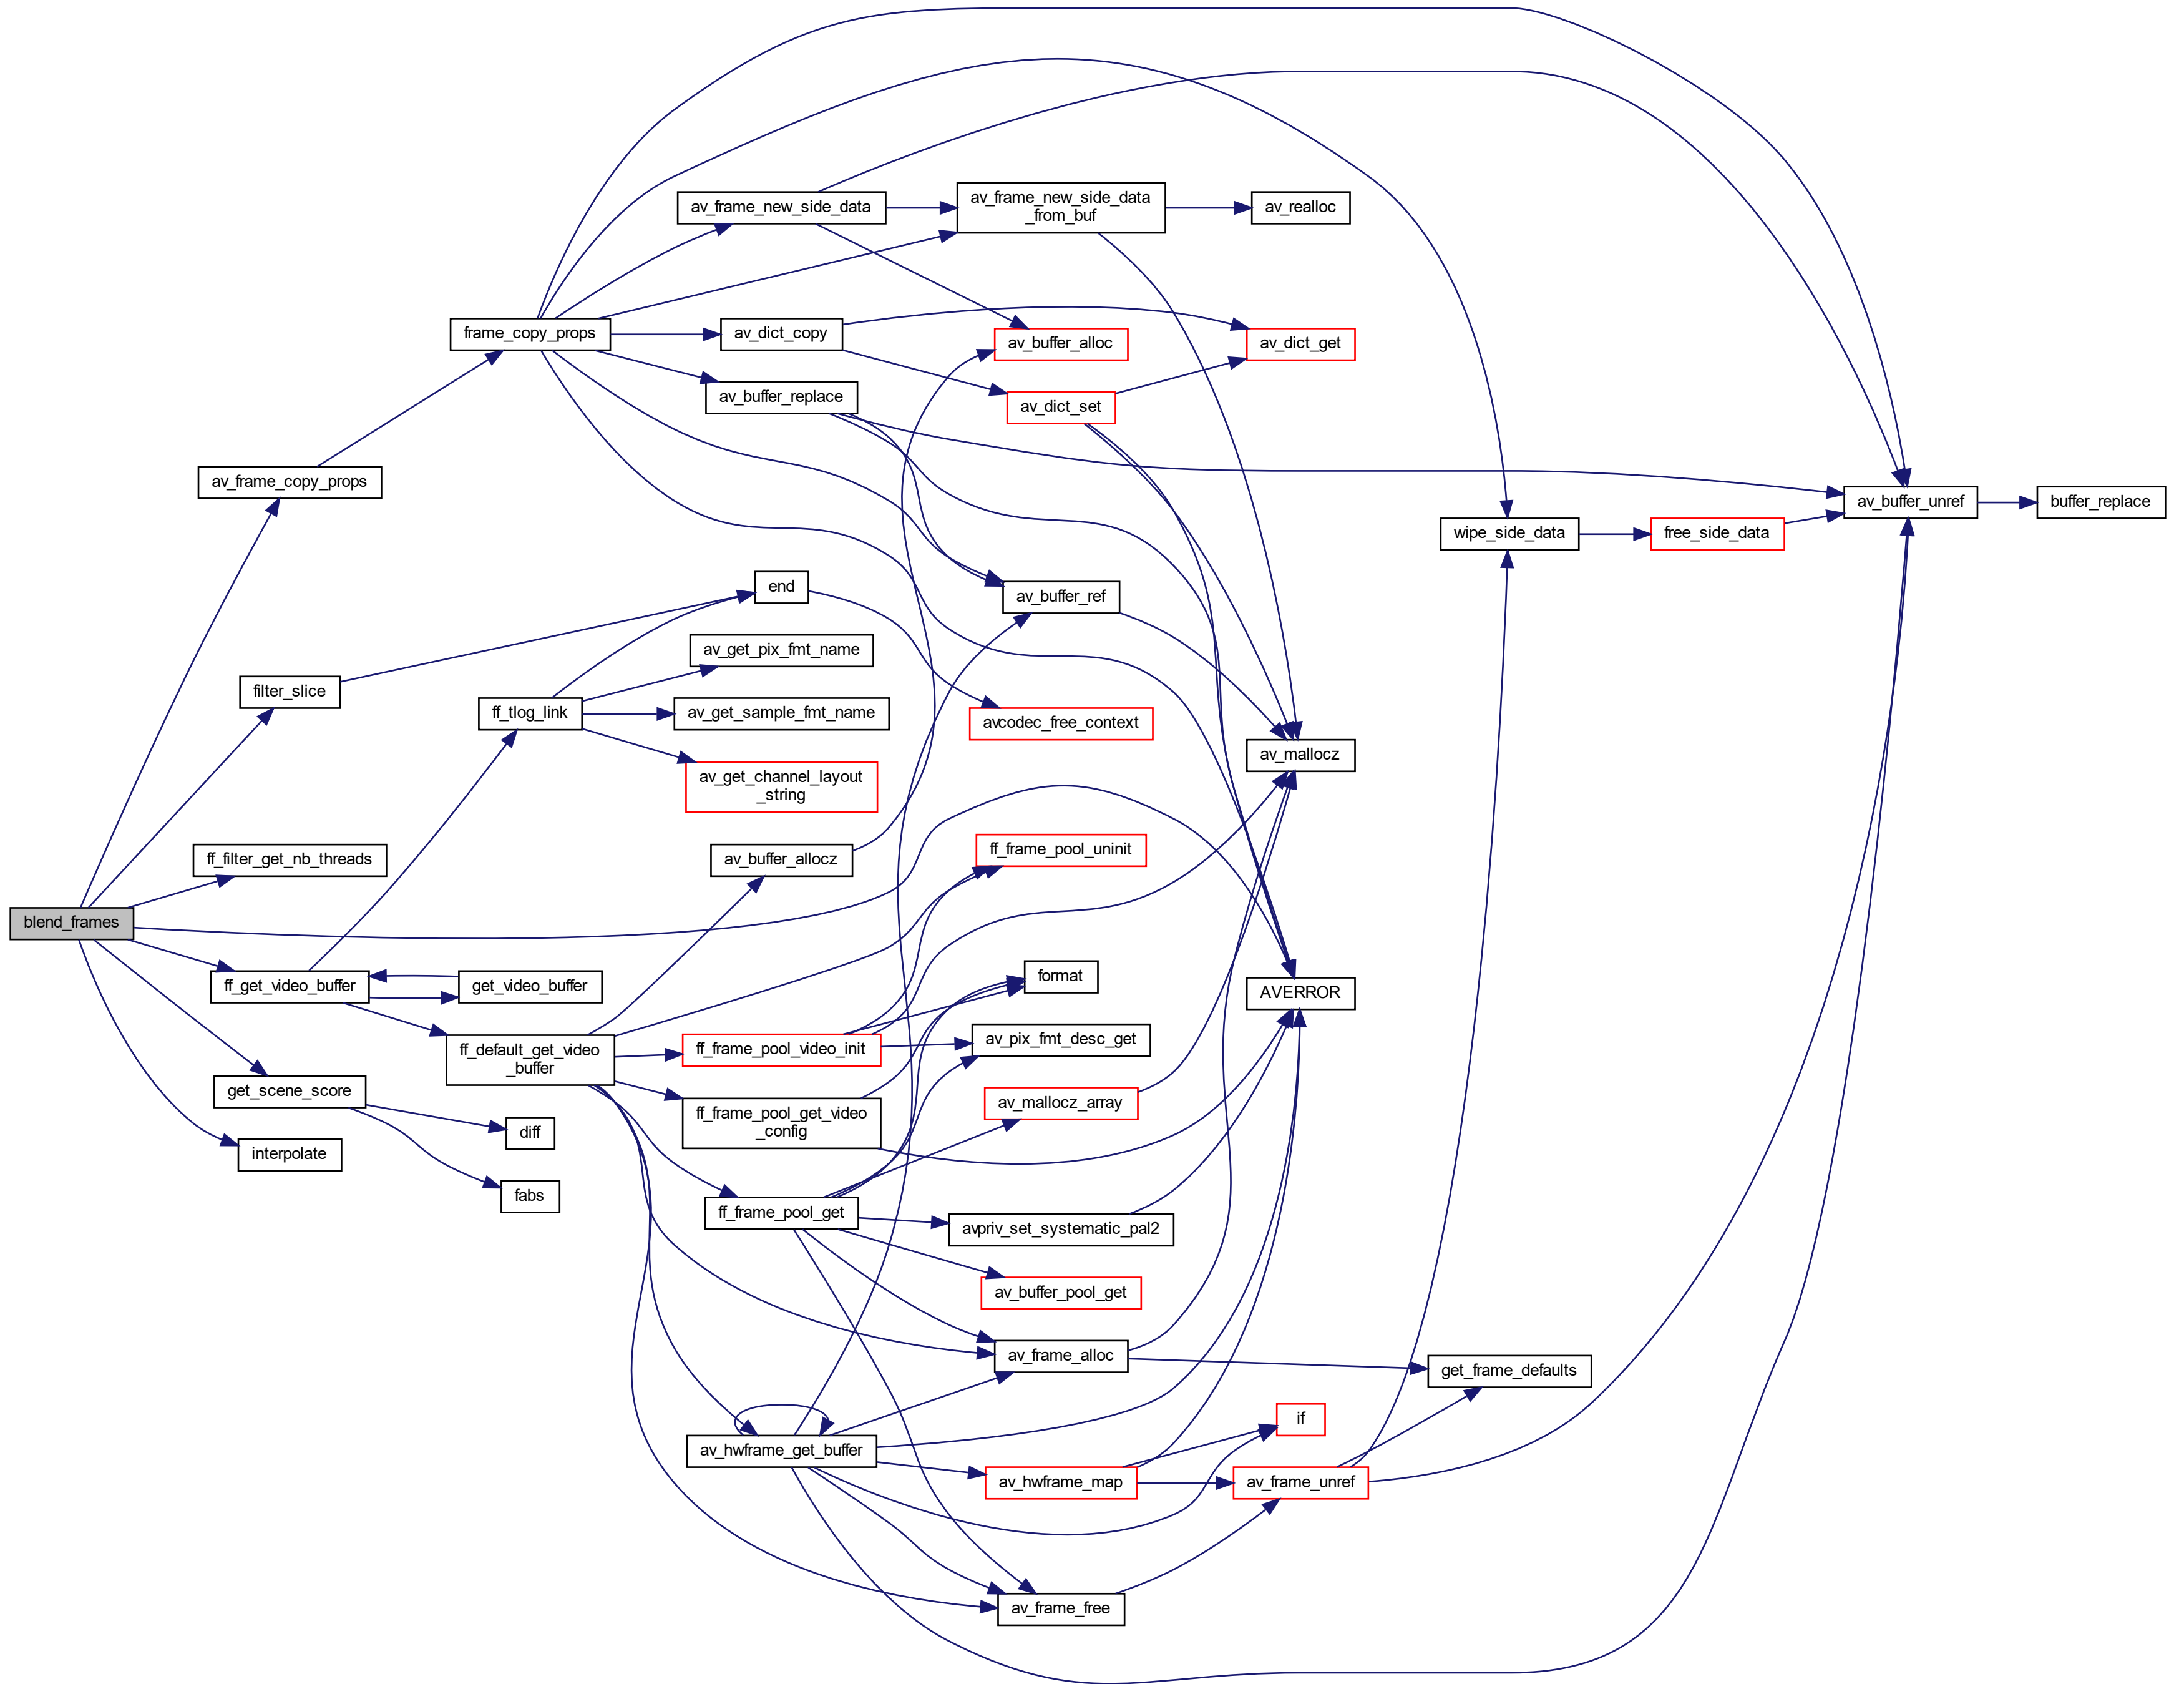 blend_frames
av_frame_copy_props
filter_slice
ff_filter_get_nb_threads
ff_get_video_buffer
get_scene_score
interpolate
frame_copy_props
ff_tlog_link
get_video_buffer
ff_default_get_video
_buffer
diff
fabs
av_frame_new_side_data
av_dict_copy
av_buffer_replace
end
av_get_pix_fmt_name
av_get_sample_fmt_name
av_get_channel_layout
_string
av_buffer_allocz
ff_frame_pool_video_init
ff_frame_pool_get_video
_config
ff_frame_pool_get
av_hwframe_get_buffer
av_frame_new_side_data
_from_buf
av_buffer_alloc
av_dict_set
av_buffer_ref
avcodec_free_context
ff_frame_pool_uninit
format
av_pix_fmt_desc_get
av_mallocz_array
avpriv_set_systematic_pal2
av_buffer_pool_get
av_frame_alloc
av_hwframe_map
av_frame_free
av_realloc
av_dict_get
av_mallocz
AVERROR
if
av_frame_unref
wipe_side_data
get_frame_defaults
free_side_data
av_buffer_unref
buffer_replace